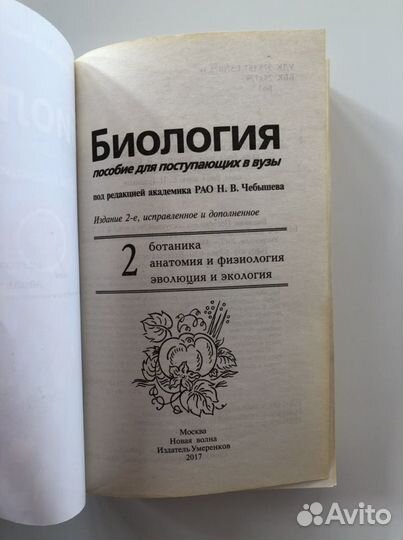 Биология
пособие для поступающих в вузы
под редакцией академика РАО Н. В. Чебышева
Издание 2-е, исправленное и дополненное
2
ботаника
анатомия и физиология
эволюция и экология
Москва
Новая волна
Издатель Умеренков
2017
Avito